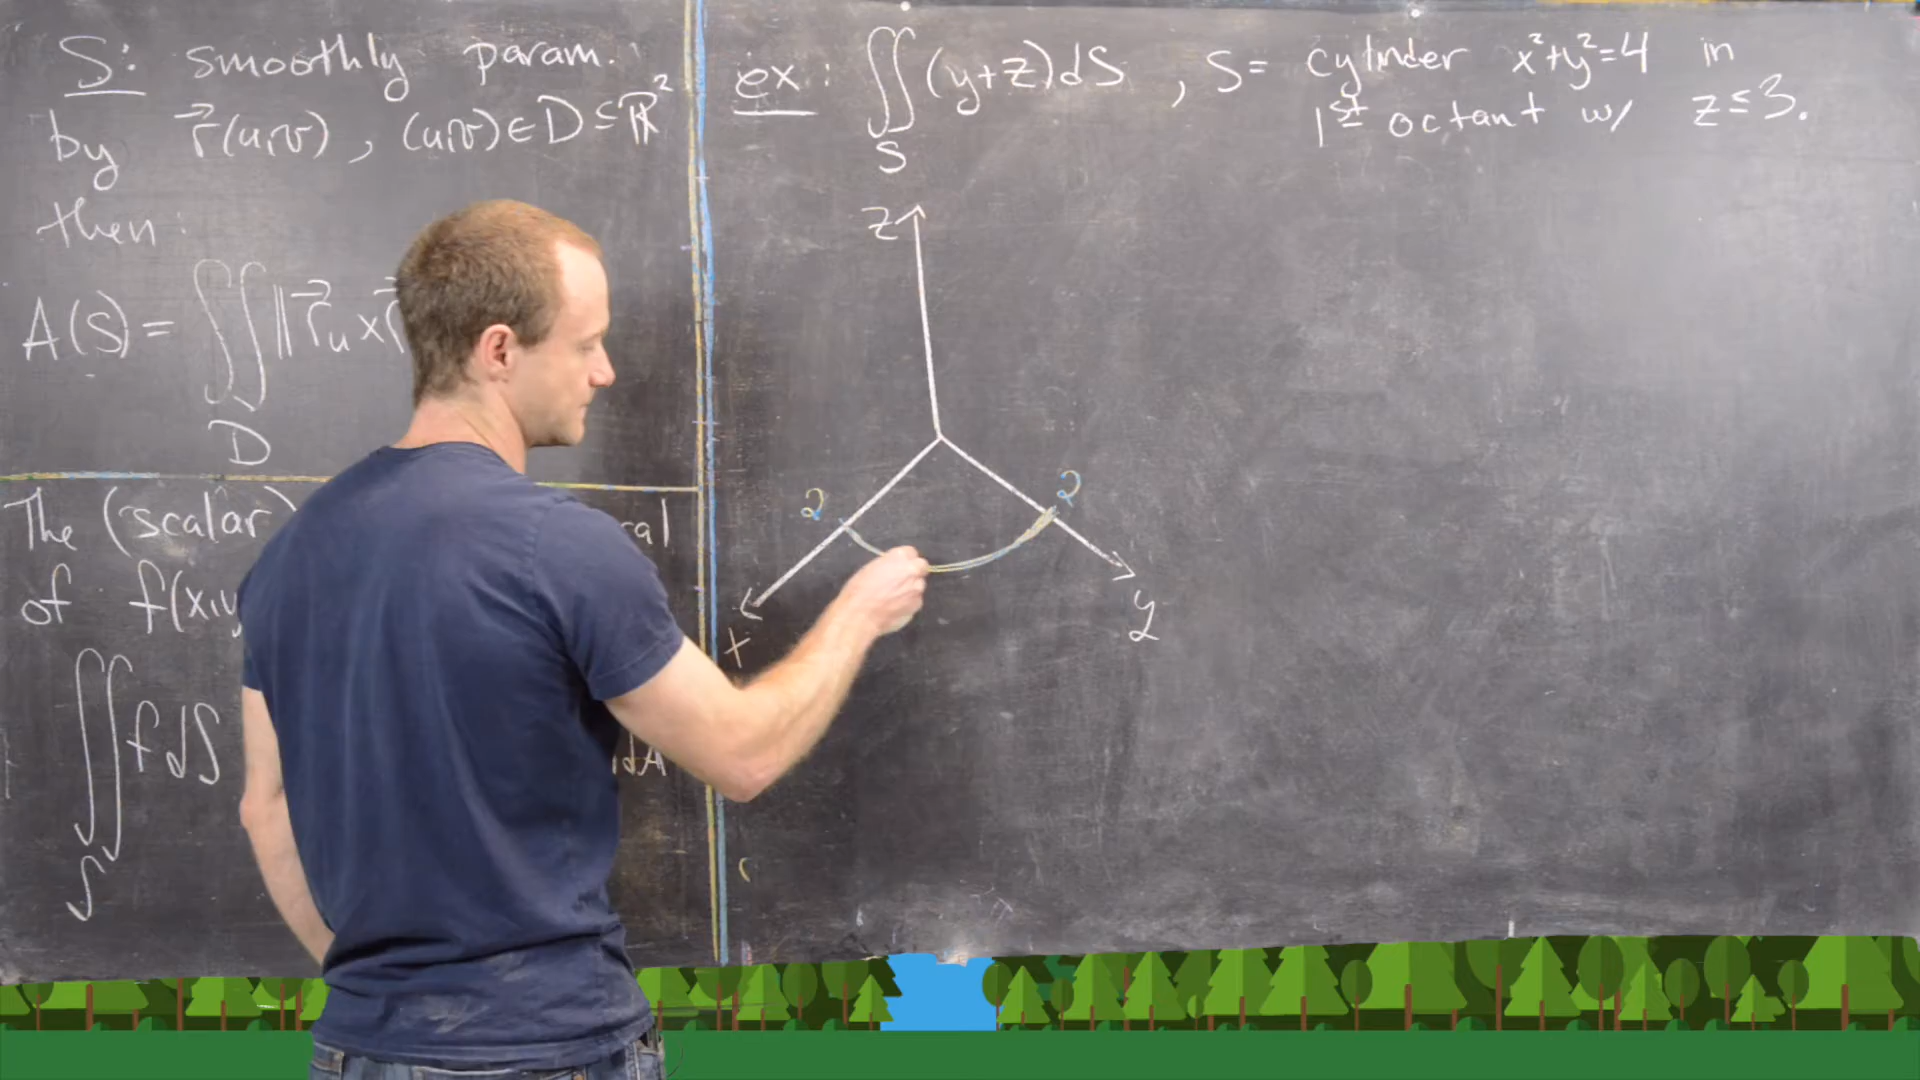 S: smoothly param.
by r⃗(u,v), (u,v)∈D⊆ℝ²
then:
A(S) = ∬ ‖r⃗ᵤ × r⃗
D
The (scalar)
of f(x,y
∬ f dS
S
dA
ex: ∬ (y+z)dS, S = cylinder x²+y²=4 in
S
1st octant w/ z≤3.
z
2
2
x
y